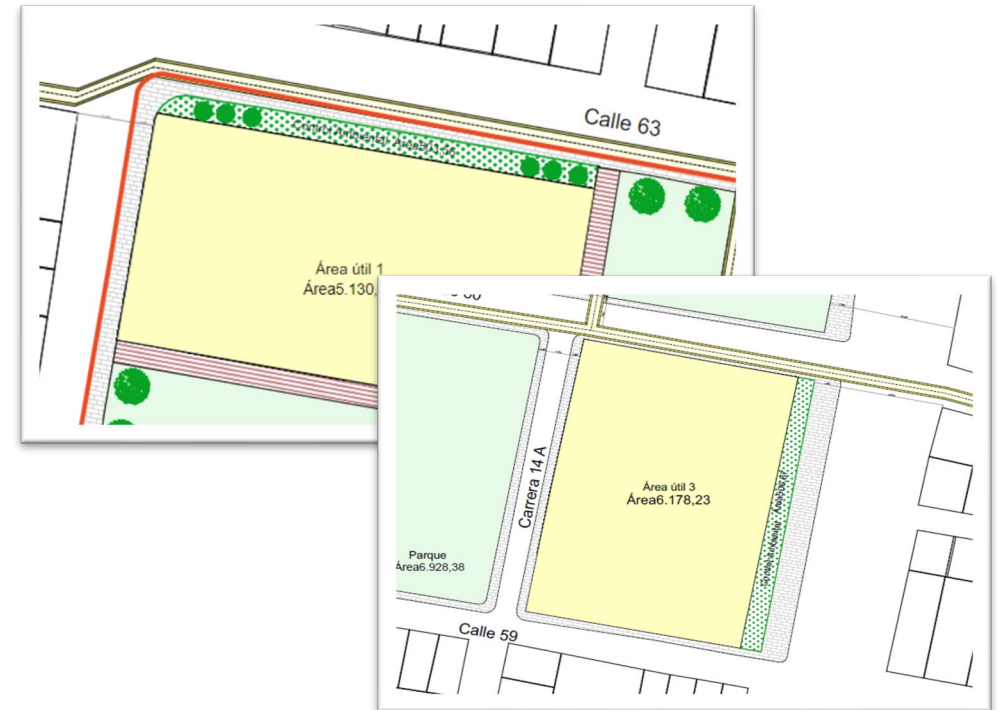 Calle 63
Área útil 1
Área5.130,
Área útil 3
Área6.178,23
Carrera 14 A
Parque
Área6.928,38
Calle 59